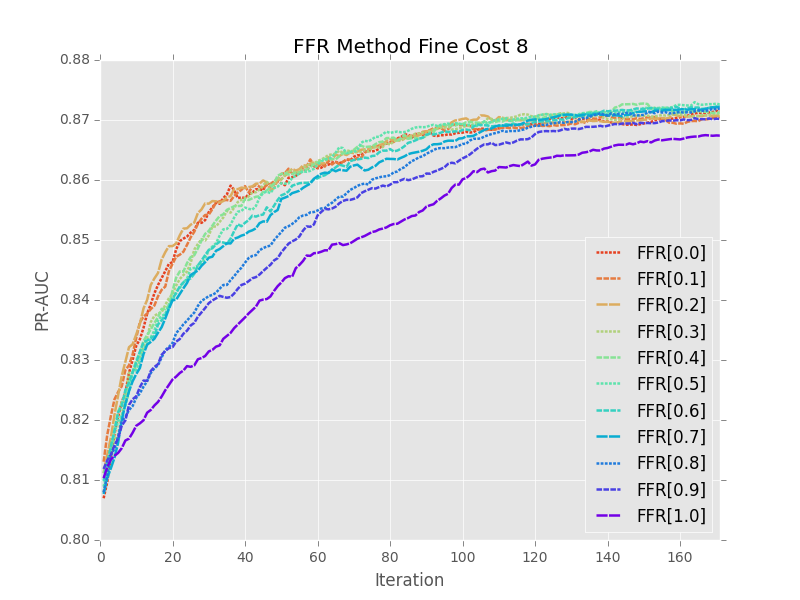 FFR Method Fine Cost 8
0.88
0.87
0.86
0.85
0.84
0.83
0.82
0.81
0.80
PR-AUC
0 20 40 60 80 100 120 140 160
Iteration
FFR[0.0]
FFR[0.1]
FFR[0.2]
FFR[0.3]
FFR[0.4]
FFR[0.5]
FFR[0.6]
FFR[0.7]
FFR[0.8]
FFR[0.9]
FFR[1.0]